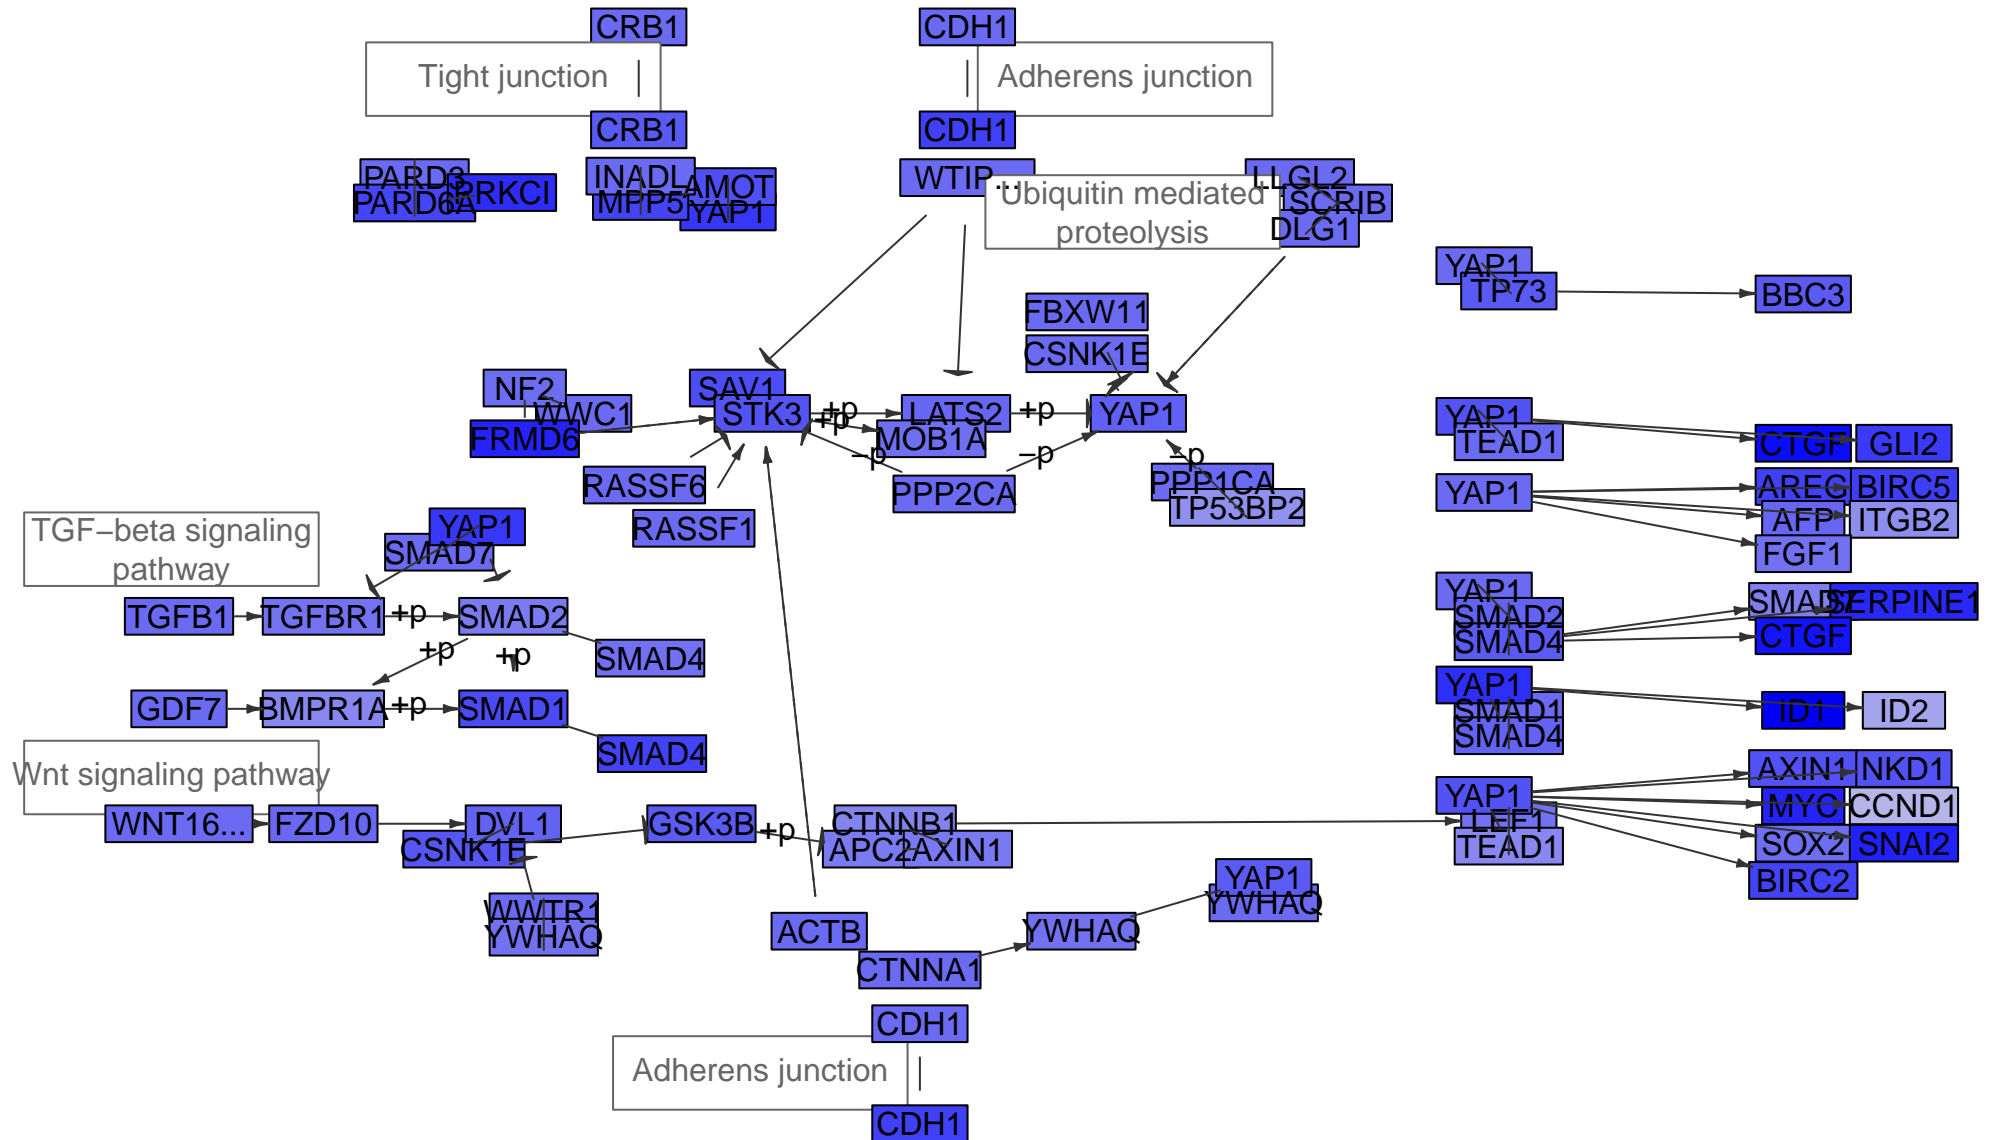 CRB1
CDH1
Tight junction
Adherens junction
CRB1
CDH1
PARD3
PRKCI
PARD6A
INADL
AMOT
MPP5
YAP1
WTIP...
LLGL2
SCRIB
DLG1
Ubiquitin mediated
proteolysis
YAP1
TP73
BBC3
FBXW11
CSNK1E
NF2
WWC1
FRMD6
SAV1
STK3
+p
+p
LATS2
MOB1A
+p
YAP1
−p
−p
−p
RASSF6
RASSF1
PPP2CA
PPP1CA
TP53BP2
YAP1
TEAD1
CTGF
GLI2
YAP1
AREG
BIRC5
AFP
ITGB2
FGF1
TGF−beta signaling
pathway
YAP1
SMAD7
TGFB1
TGFBR1
+p
SMAD2
+p
+p
SMAD4
YAP1
SMAD2
SMAD4
SMAD7
SERPINE1
CTGF
GDF7
BMPR1A
+p
SMAD1
SMAD4
YAP1
SMAD1
SMAD4
ID1
ID2
Wnt signaling pathway
WNT16...
FZD10
DVL1
CSNK1E
GSK3B
+p
CTNNB1
APC2
AXIN1
YAP1
LEF1
TEAD1
AXIN1
NKD1
MYC
CCND1
SOX2
SNAI2
BIRC2
WWTR1
YWHAQ
ACTB
CTNNA1
YWHAQ
YAP1
YWHAQ
CDH1
Adherens junction
CDH1